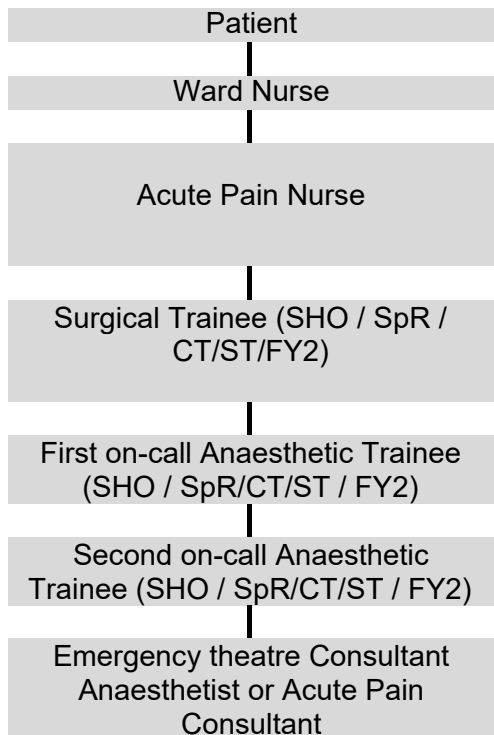 Patient
Ward Nurse
Acute Pain Nurse
Surgical Trainee (SHO / SpR /
CT/ST/FY2)
First on-call Anaesthetic Trainee
(SHO / SpR/CT/ST / FY2)
Second on-call Anaesthetic
Trainee (SHO / SpR/CT/ST / FY2)
Emergency theatre Consultant
Anaesthetist or Acute Pain
Consultant